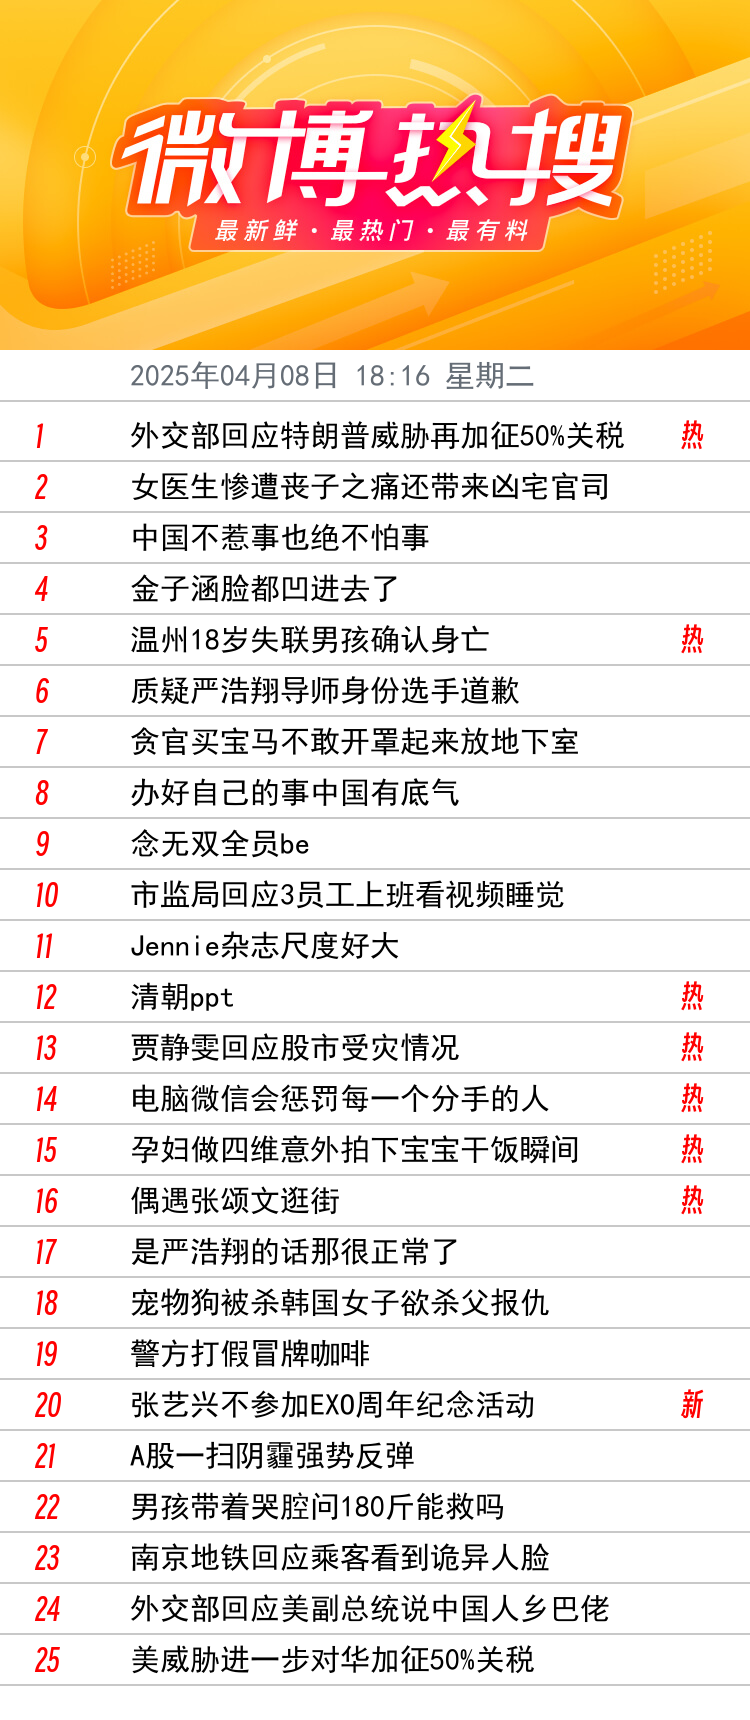 微博热搜
最新鲜·最热门·最有料
2025年04月08日 18:16 星期二
1 外交部回应特朗普威胁再加征50%关税 热
2 女医生惨遭丧子之痛还带来凶宅官司
3 中国不惹事也绝不怕事
4 金子涵脸都凹进去了
5 温州18岁失联男孩确认身亡 热
6 质疑严浩翔导师身份选手道歉
7 贪官买宝马不敢开罩起来放地下室
8 办好自己的事中国有底气
9 念无双全员be
10 市监局回应3员工上班看视频睡觉
11 Jennie杂志尺度好大
12 清朝ppt 热
13 贾静雯回应股市受灾情况 热
14 电脑微信会惩罚每一个分手的人 热
15 孕妇做四维意外拍下宝宝干饭瞬间 热
16 偶遇张颂文逛街 热
17 是严浩翔的话那很正常了
18 宠物狗被杀韩国女子欲杀父报仇
19 警方打假冒牌咖啡
20 张艺兴不参加EXO周年纪念活动 新
21 A股一扫阴霾强势反弹
22 男孩带着哭腔问180斤能救吗
23 南京地铁回应乘客看到诡异人脸
24 外交部回应美副总统说中国人乡巴佬
25 美威胁进一步对华加征50%关税